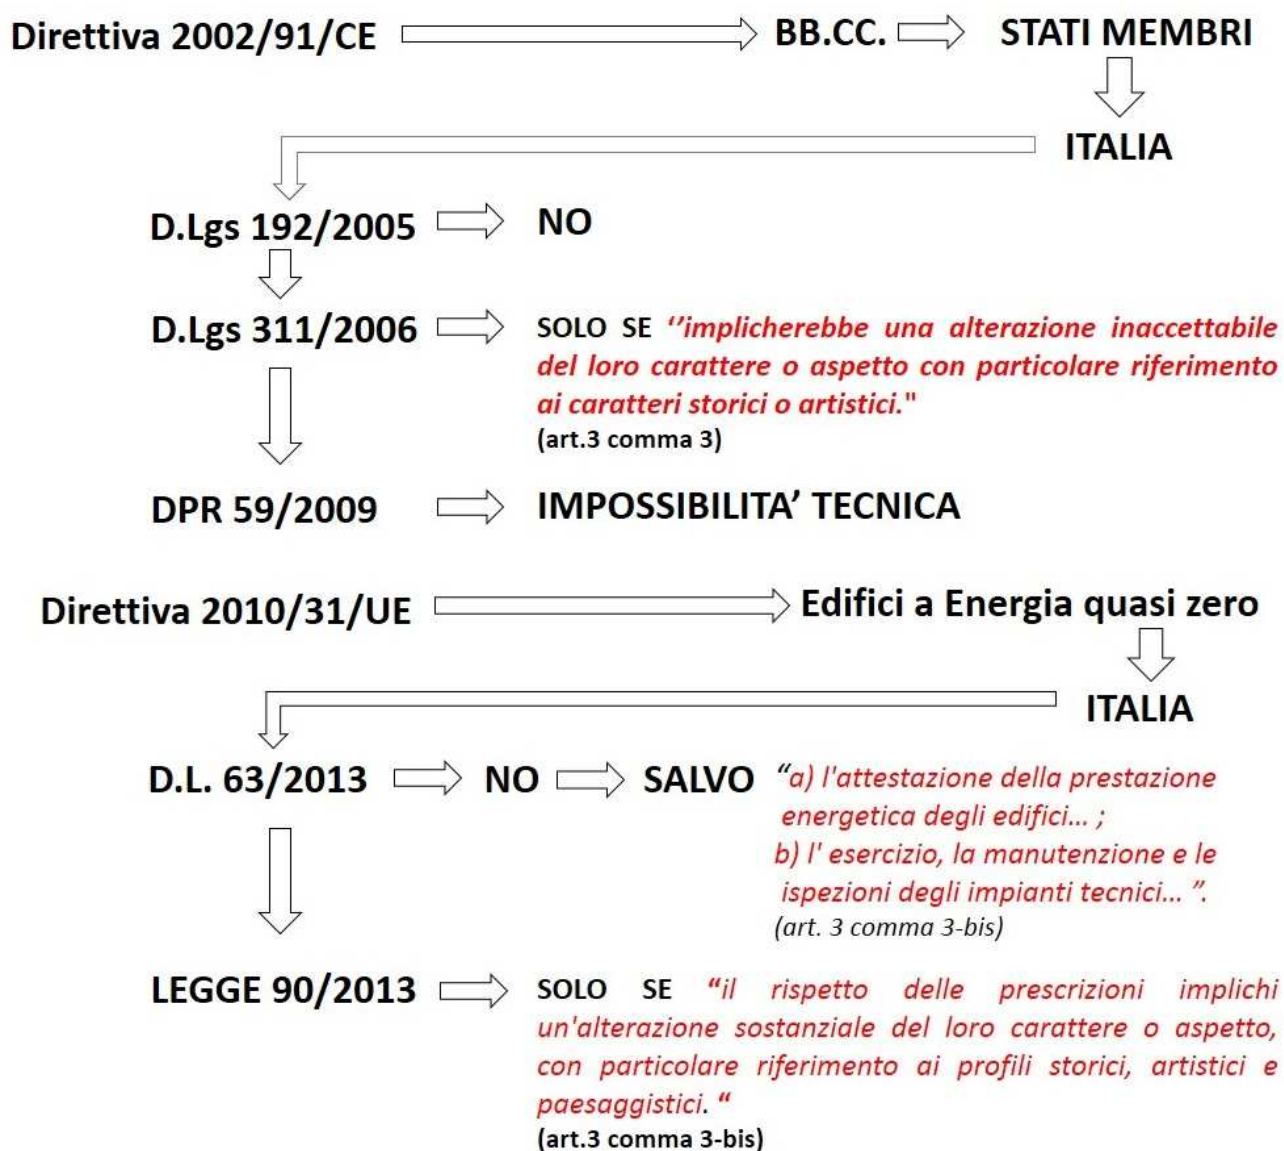 Direttiva 2002/91/CE BB.CC. STATI MEMBRI
ITALIA
D.Lgs 192/2005 NO
D.Lgs 311/2006 SOLO SE ‘’implicherebbe una alterazione inaccettabile
del loro carattere o aspetto con particolare riferimento
ai caratteri storici o artistici."
(art.3 comma 3)
DPR 59/2009 IMPOSSIBILITA’ TECNICA
Direttiva 2010/31/UE Edifici a Energia quasi zero
ITALIA
D.L. 63/2013 NO SALVO “a) l'attestazione della prestazione
energetica degli edifici... ;
b) l' esercizio, la manutenzione e le
ispezioni degli impianti tecnici... ”.
(art. 3 comma 3-bis)
LEGGE 90/2013 SOLO SE “il rispetto delle prescrizioni implichi
un'alterazione sostanziale del loro carattere o aspetto,
con particolare riferimento ai profili storici, artistici e
paesaggistici. “
(art.3 comma 3-bis)